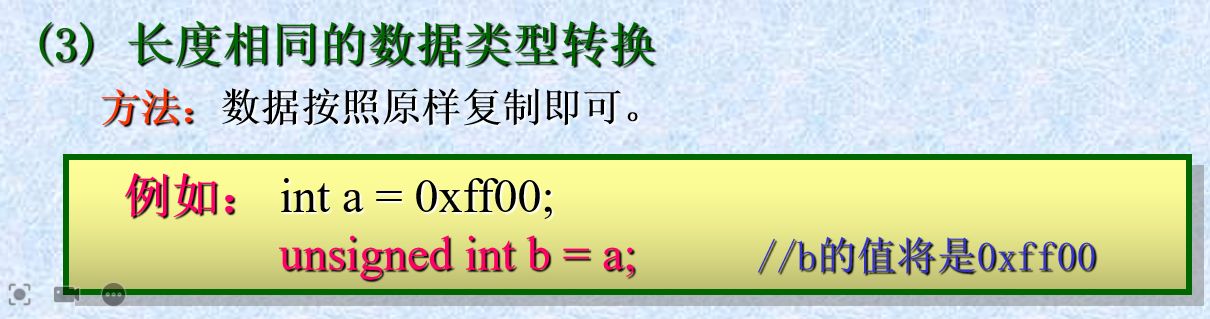 (3) 长度相同的数据类型转换
方法：数据按照原样复制即可。
例如： int a = 0xff00;
unsigned int b = a; //b的值将是0xff00